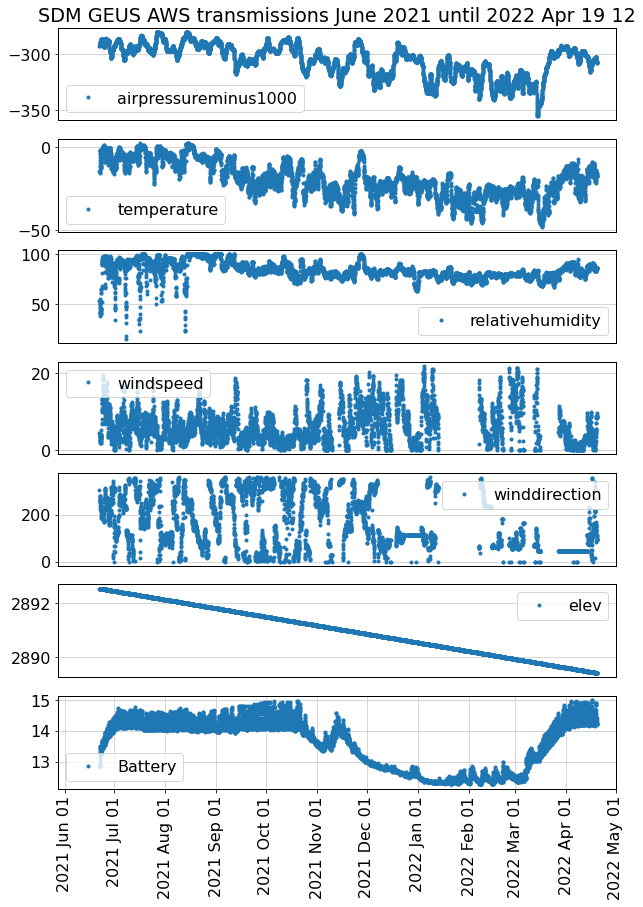 SDM GEUS AWS transmissions June 2021 until 2022 Apr 19 12
−300
−350
airpressureminus1000
0
−50
temperature
100
50
relativehumidity
20
0
windspeed
200
0
winddirection
2892
2890
elev
15
14
13
Battery
2021 Jun 01
2021 Jul 01
2021 Aug 01
2021 Sep 01
2021 Oct 01
2021 Nov 01
2021 Dec 01
2022 Jan 01
2022 Feb 01
2022 Mar 01
2022 Apr 01
2022 May 01